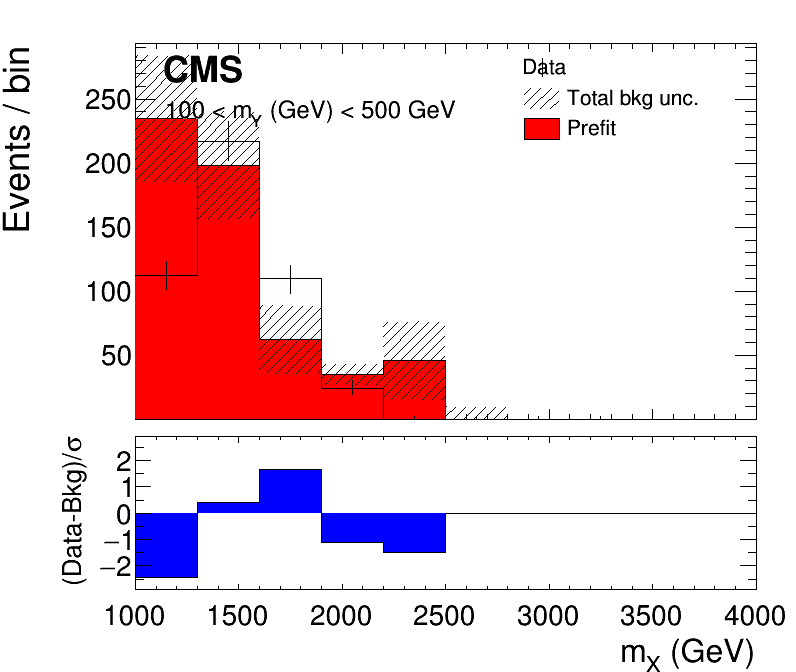 CMS
100 < mY (GeV) < 500 GeV
Data
Total bkg unc.
Prefit
Events / bin
250
200
150
100
50
(Data-Bkg)/σ
2
1
0
−1
−2
1000 1500 2000 2500 3000 3500 4000
mX (GeV)